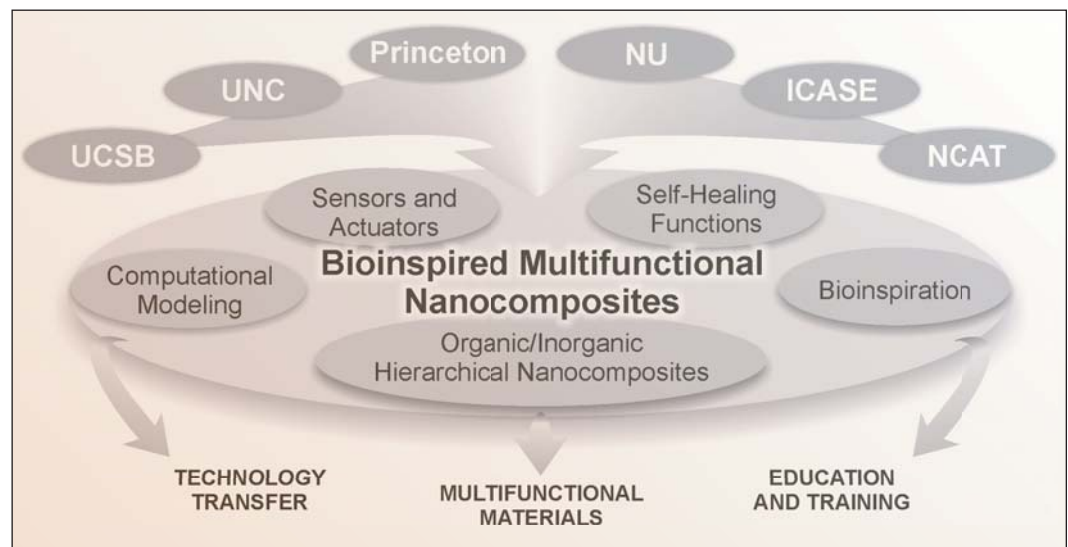 Princeton
NU
UNC
ICASE
UCSB
NCAT
Sensors and
Actuators
Self-Healing
Functions
Bioinspired Multifunctional
Nanocomposites
Computational
Modeling
Bioinspiration
Organic/Inorganic
Hierarchical Nanocomposites
TECHNOLOGY
TRANSFER
MULTIFUNCTIONAL
MATERIALS
EDUCATION
AND TRAINING